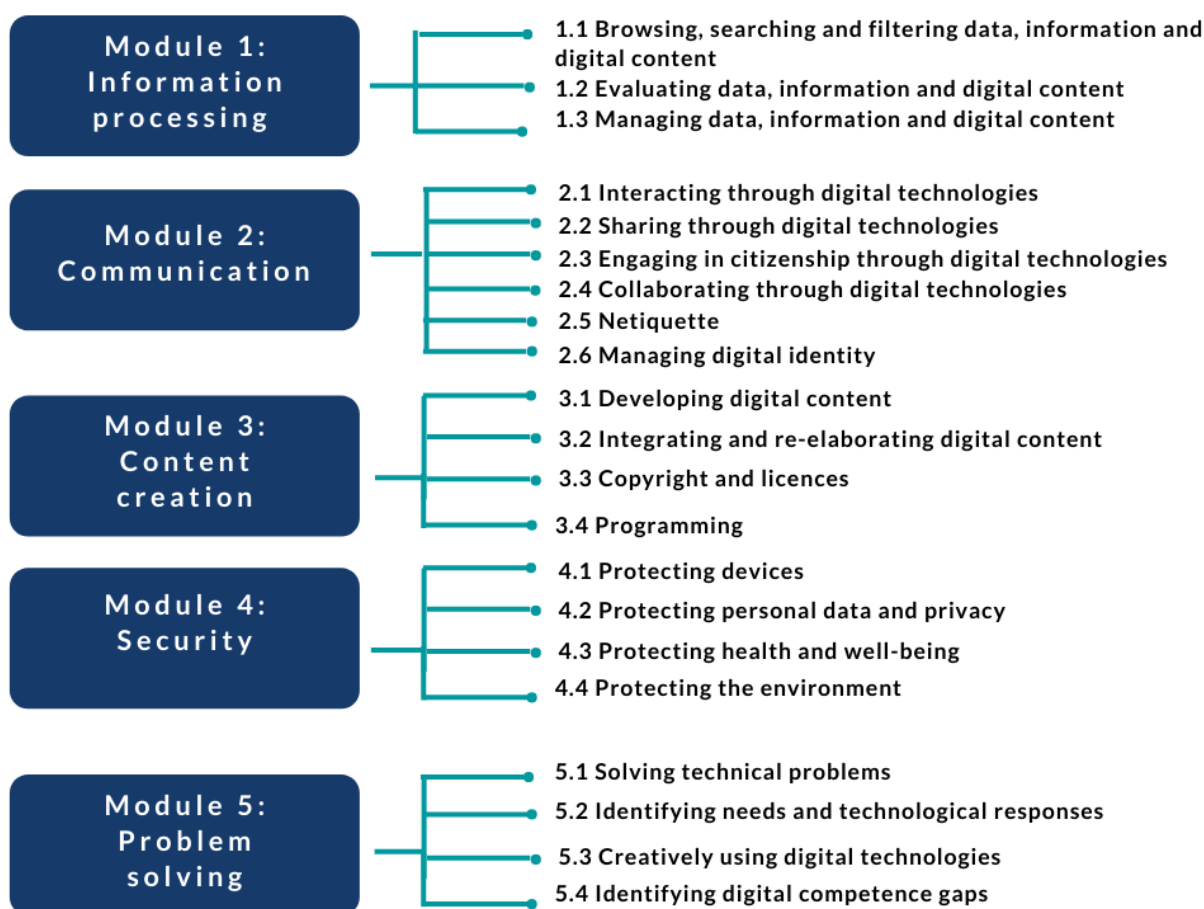 Module 1:
Information
processing
1.1 Browsing, searching and filtering data, information and
digital content
1.2 Evaluating data, information and digital content
1.3 Managing data, information and digital content
Module 2:
Communication
2.1 Interacting through digital technologies
2.2 Sharing through digital technologies
2.3 Engaging in citizenship through digital technologies
2.4 Collaborating through digital technologies
2.5 Netiquette
2.6 Managing digital identity
Module 3:
Content
creation
3.1 Developing digital content
3.2 Integrating and re-elaborating digital content
3.3 Copyright and licences
3.4 Programming
Module 4:
Security
4.1 Protecting devices
4.2 Protecting personal data and privacy
4.3 Protecting health and well-being
4.4 Protecting the environment
Module 5:
Problem
solving
5.1 Solving technical problems
5.2 Identifying needs and technological responses
5.3 Creatively using digital technologies
5.4 Identifying digital competence gaps